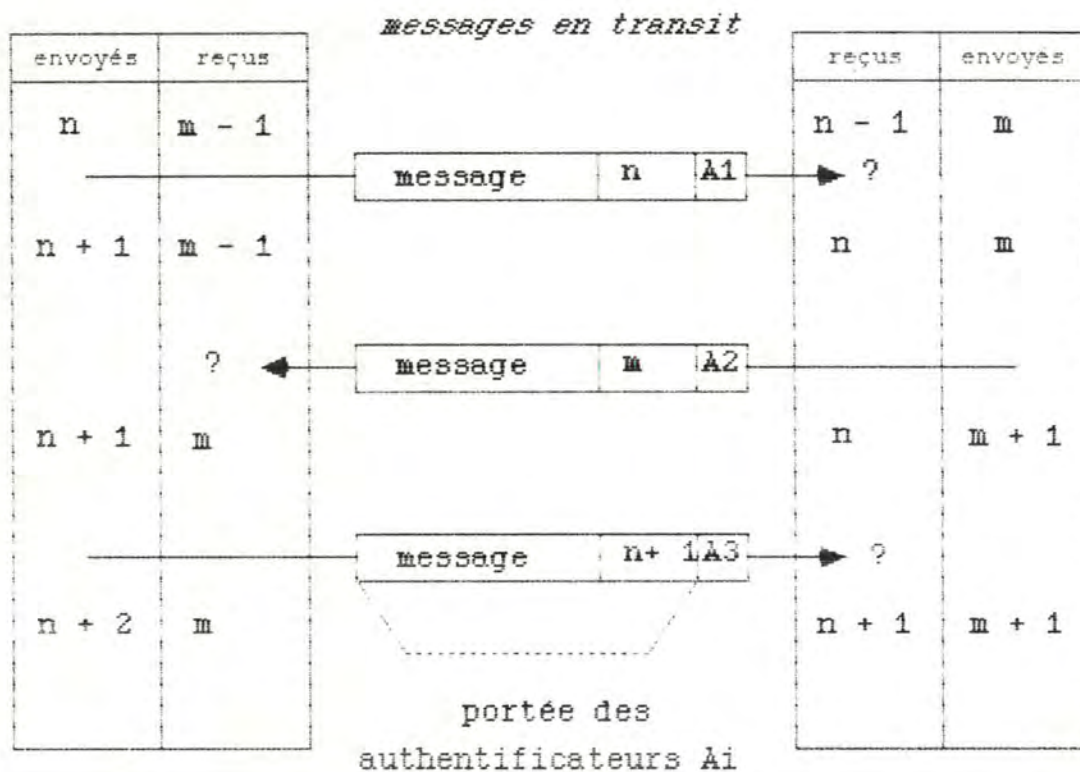 messages en transit
envoyés reçus reçus envoyés
n m - 1 n - 1 m
message n A1 ?
n + 1 m - 1 n m
? message m A2
n + 1 m n m + 1
message n+ 1 A3 ?
n + 2 m n + 1 m + 1
portée des
authentificateurs Ai